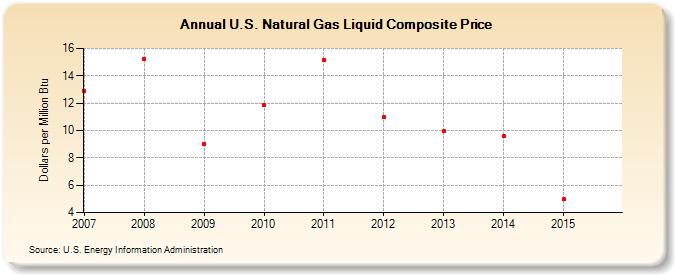 Annual U.S. Natural Gas Liquid Composite Price
Dollars per Million Btu
16
14
12
10
8
6
4
2007 2008 2009 2010 2011 2012 2013 2014 2015
Source: U.S. Energy Information Administration